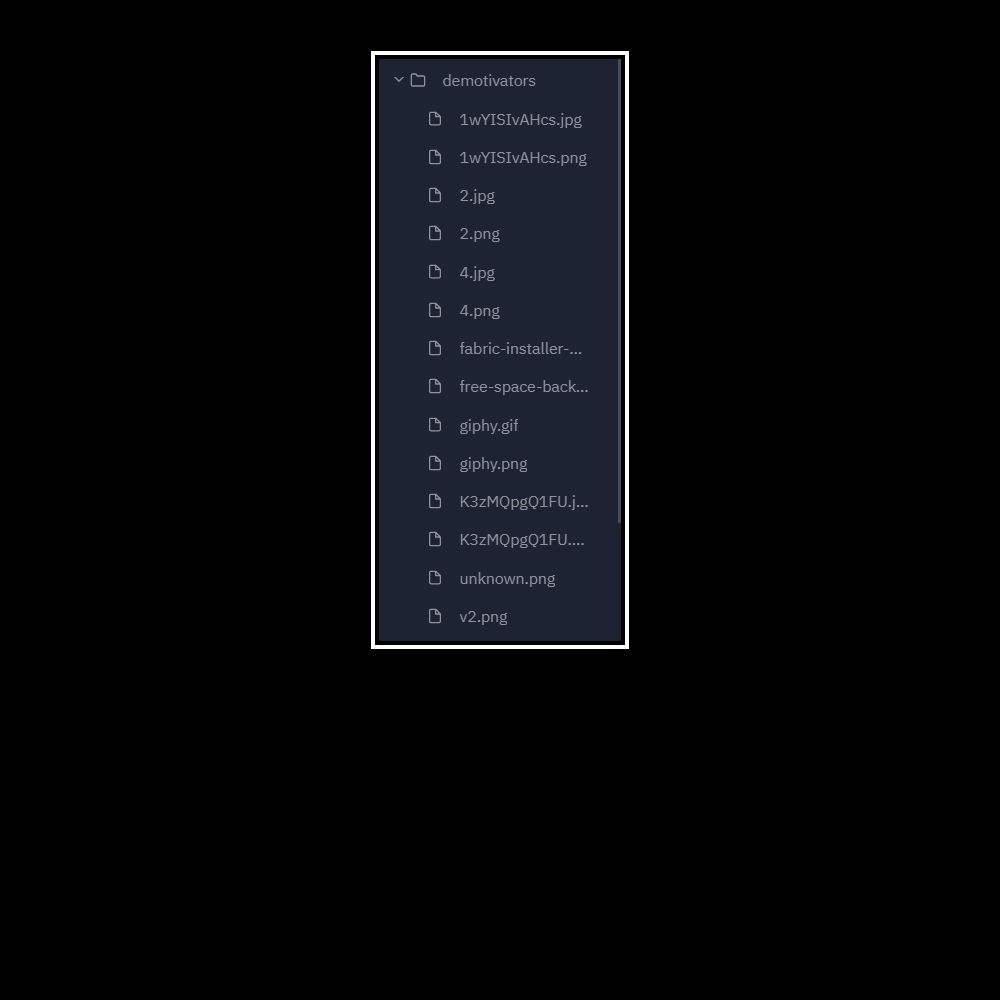 demotivators
1wYISIvAHcs.jpg
1wYISIvAHcs.png
2.jpg
2.png
4.jpg
4.png
fabric-installer-...
free-space-back...
giphy.gif
giphy.png
K3zMQpgQ1FU.j...
K3zMQpgQ1FU....
unknown.png
v2.png